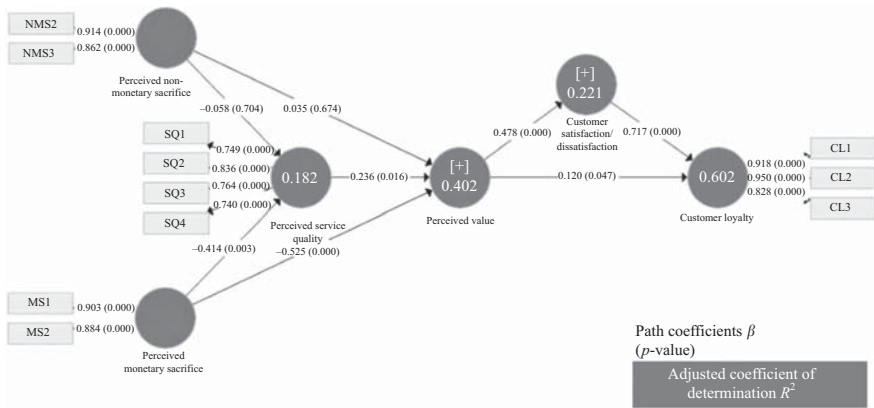 NMS2
0.914 (0.000)
NMS3
0.862 (0.000)
Perceived non-
monetary sacrifice
–0.058 (0.704)
0.035 (0.674)
[+]
0.221
Customer
satisfaction/
dissatisfaction
0.478 (0.000)
0.717 (0.000)
SQ1
0.749 (0.000)
SQ2
0.836 (0.000)
SQ3
0.764 (0.000)
SQ4
0.740 (0.000)
0.182
Perceived service
quality
0.236 (0.016)
[+]
0.402
Perceived value
0.120 (0.047)
0.602
Customer loyalty
0.918 (0.000)
CL1
0.950 (0.000)
CL2
0.828 (0.000)
CL3
–0.414 (0.003)
–0.525 (0.000)
MS1
0.903 (0.000)
MS2
0.884 (0.000)
Perceived
monetary sacrifice
Path coefficients β
(p-value)
Adjusted coefficient of
determination R²